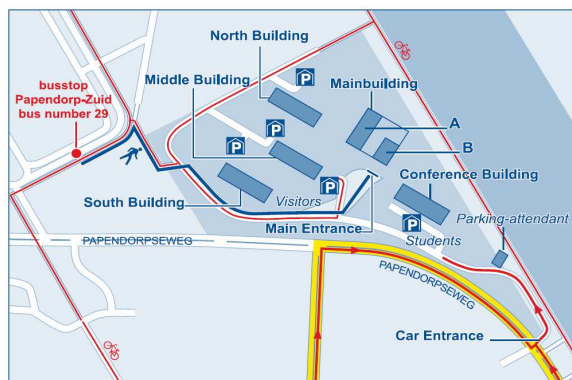 North Building
busstop
Papendorp-Zuid
bus number 29
Middle Building
P
Mainbuilding
A
B
P
P
Conference Building
South Building
Visitors
P
Main Entrance
P
Students
Parking-attendant
PAPENDORPSEWEG
PAPENDORPSEWEG
Car Entrance